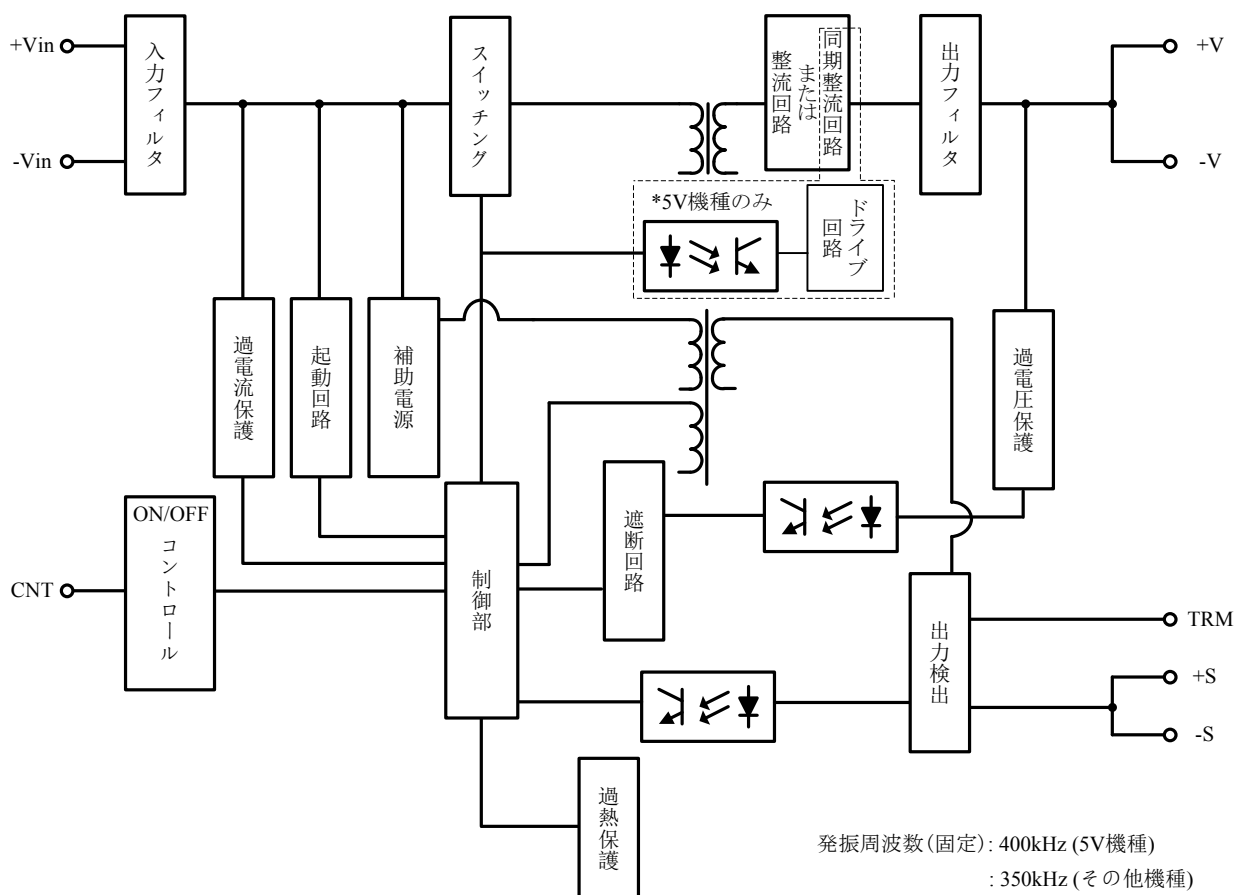 +Vin
-Vin
入力フィルタ
スイッチング
整流回路
または
同期整流回路
出力フィルタ
+V
-V
*5V機種のみ
ドライブ
回路
過電流保護
起動回路
補助電源
過電圧保護
ON/OFF
コントロール
CNT
制御部
遮断回路
出力検出
TRM
+S
-S
過熱保護
発振周波数(固定): 400kHz (5V機種)
: 350kHz (その他機種)